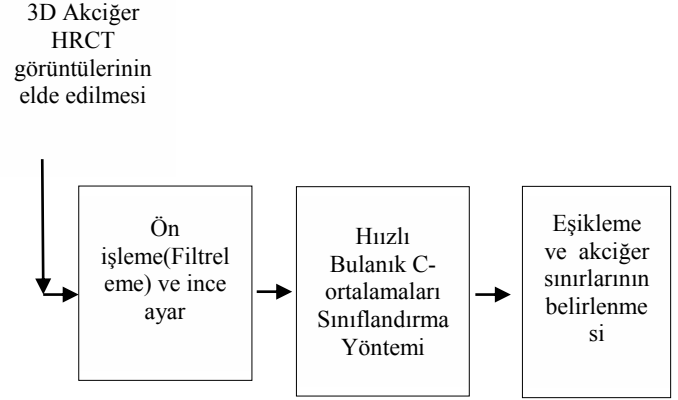 3D Akciğer
HRCT
görüntülerinin
elde edilmesi
Ön
işleme(Filtrel
eme) ve ince
ayar
Hıızlı
Bulanık C-
ortalamaları
Sınıflandırma
Yöntemi
Eşikleme
ve akciğer
sınırlarının
belirlenme
si